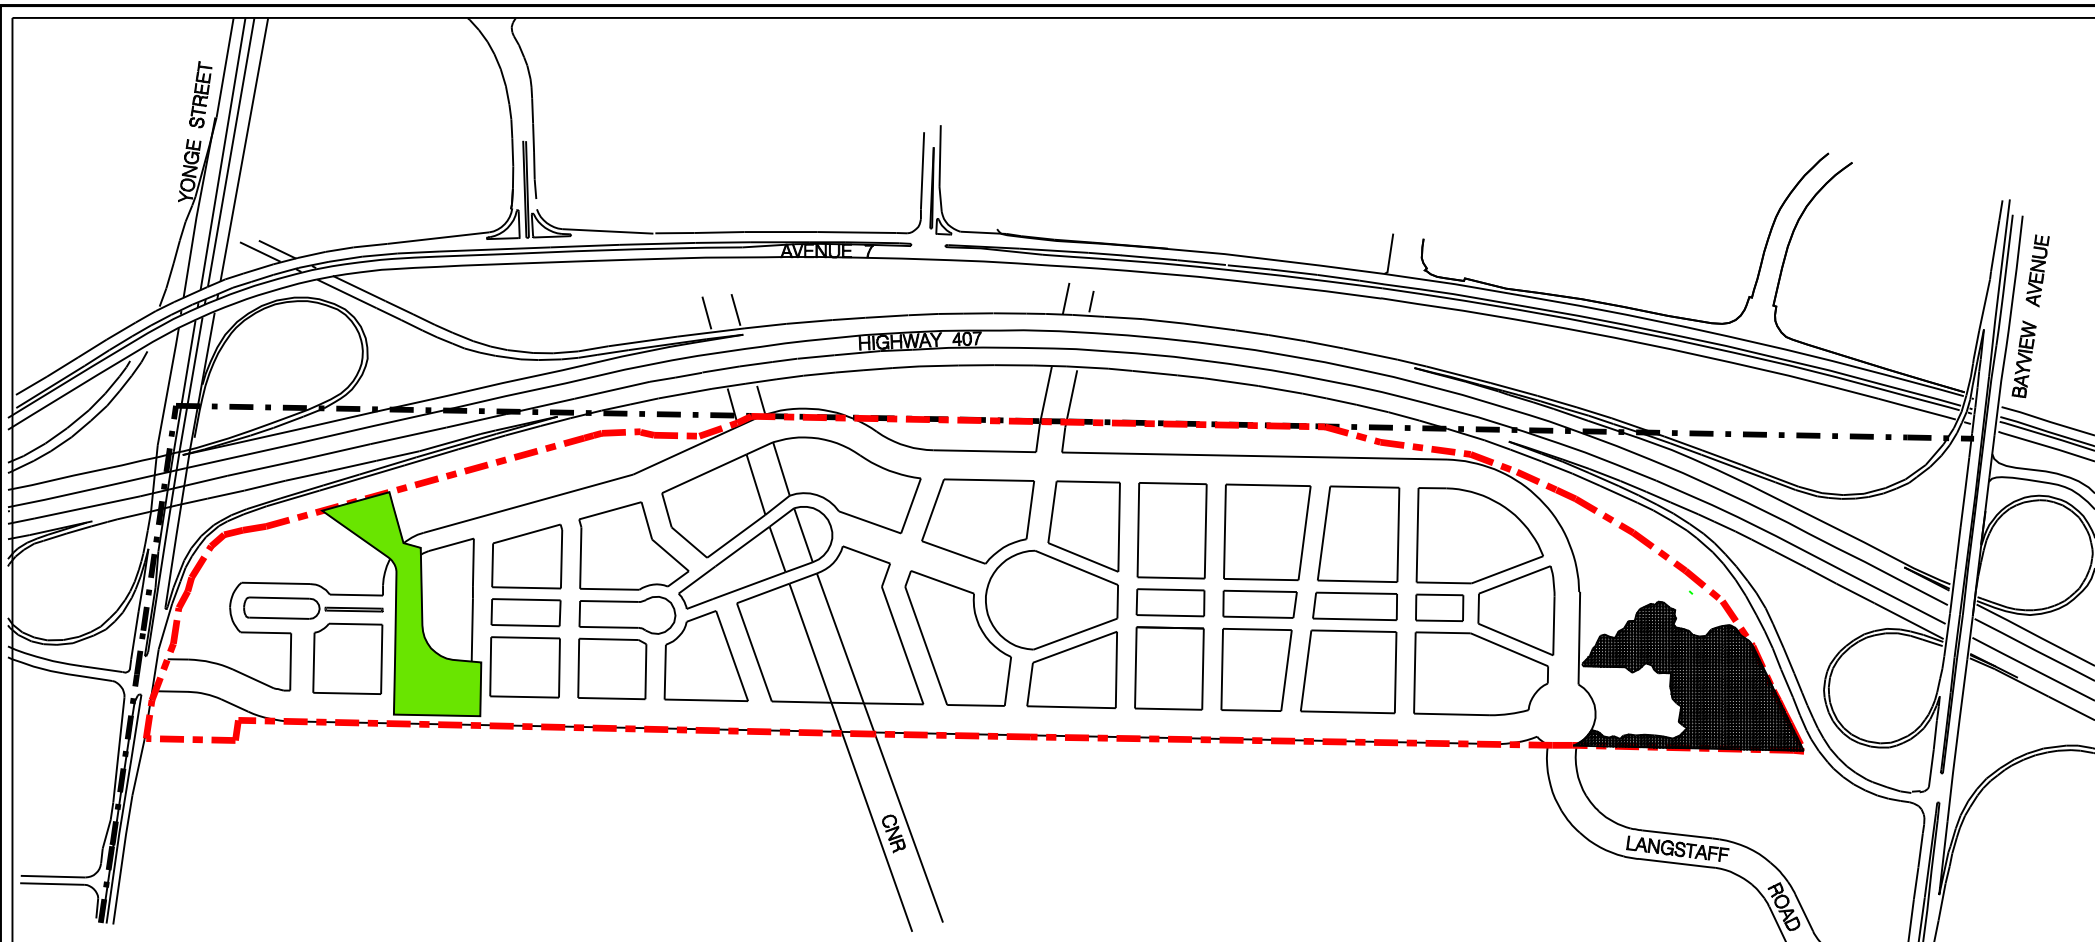 YONGE STREET
AVENUE 7
BAYVIEW AVENUE
HIGHWAY 407
CNR
LANGSTAFF
ROAD